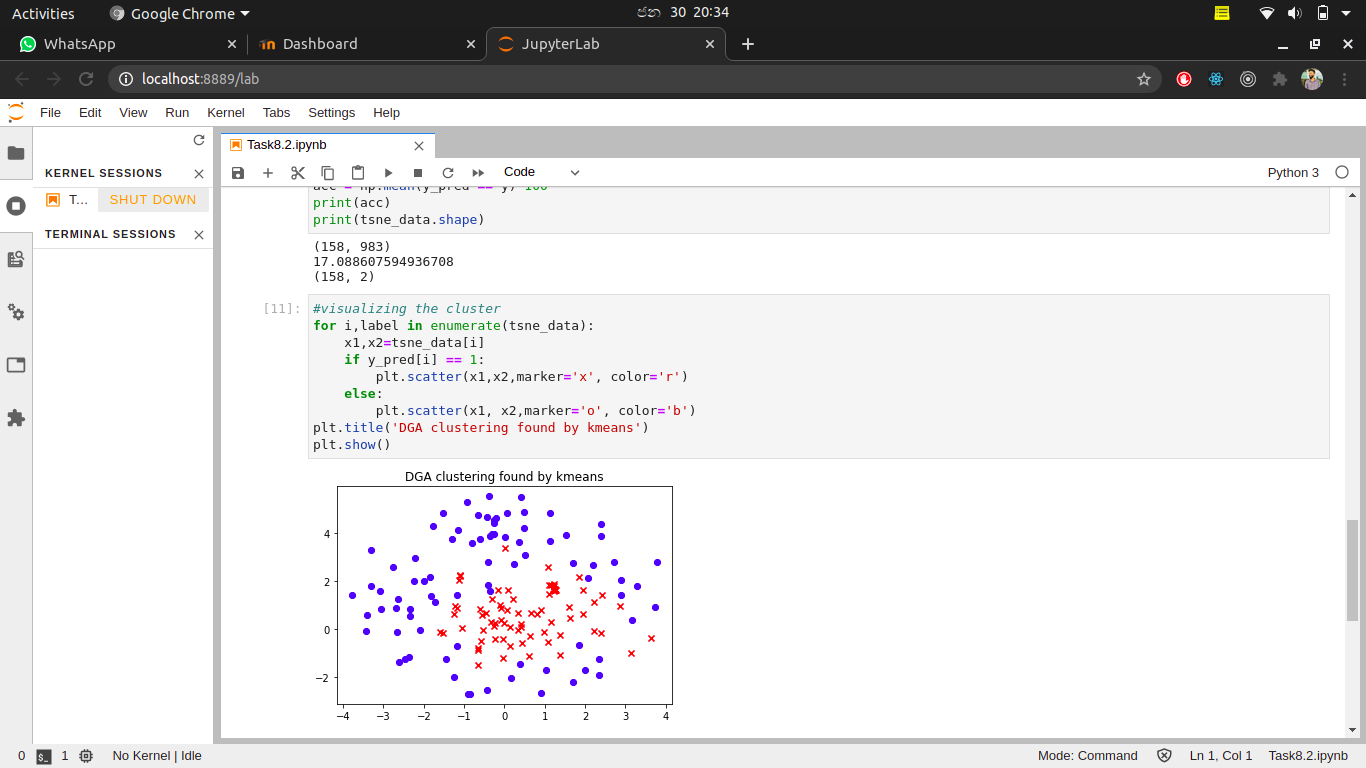 Activities
Google Chrome
ජන 30 20:34
WhatsApp
Dashboard
JupyterLab
localhost:8889/lab
File Edit View Run Kernel Tabs Settings Help
KERNEL SESSIONS
T... SHUT DOWN
TERMINAL SESSIONS
Task8.2.ipynb
Code
Python 3
acc = np.mean(y_pred == y)*100
print(acc)
print(tsne_data.shape)
(158, 983)
17.088607594936708
(158, 2)
[11]:
#visualizing the cluster
for i,label in enumerate(tsne_data):
    x1,x2=tsne_data[i]
    if y_pred[i] == 1:
        plt.scatter(x1,x2,marker='x', color='r')
    else:
        plt.scatter(x1, x2,marker='o', color='b')
plt.title('DGA clustering found by kmeans')
plt.show()
DGA clustering found by kmeans
4
2
0
−2
−4 −3 −2 −1 0 1 2 3 4
0 1 No Kernel | Idle
Mode: Command Ln 1, Col 1 Task8.2.ipynb